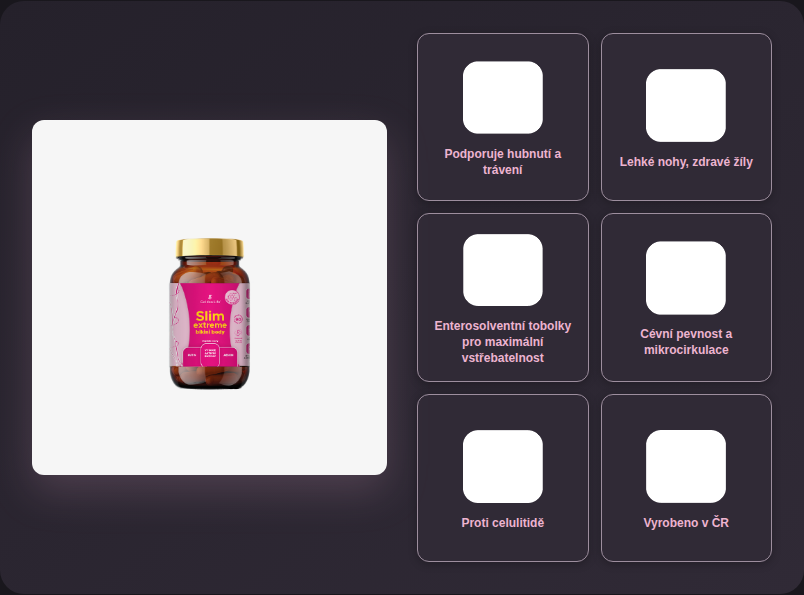 Slim
extreme
bikini body
Podporuje hubnutí a
trávení
Lehké nohy, zdravé žíly
Enterosolventní tobolky
pro maximální
vstřebatelnost
Cévní pevnost a
mikrocirkulace
Proti celulitidě
Vyrobeno v ČR